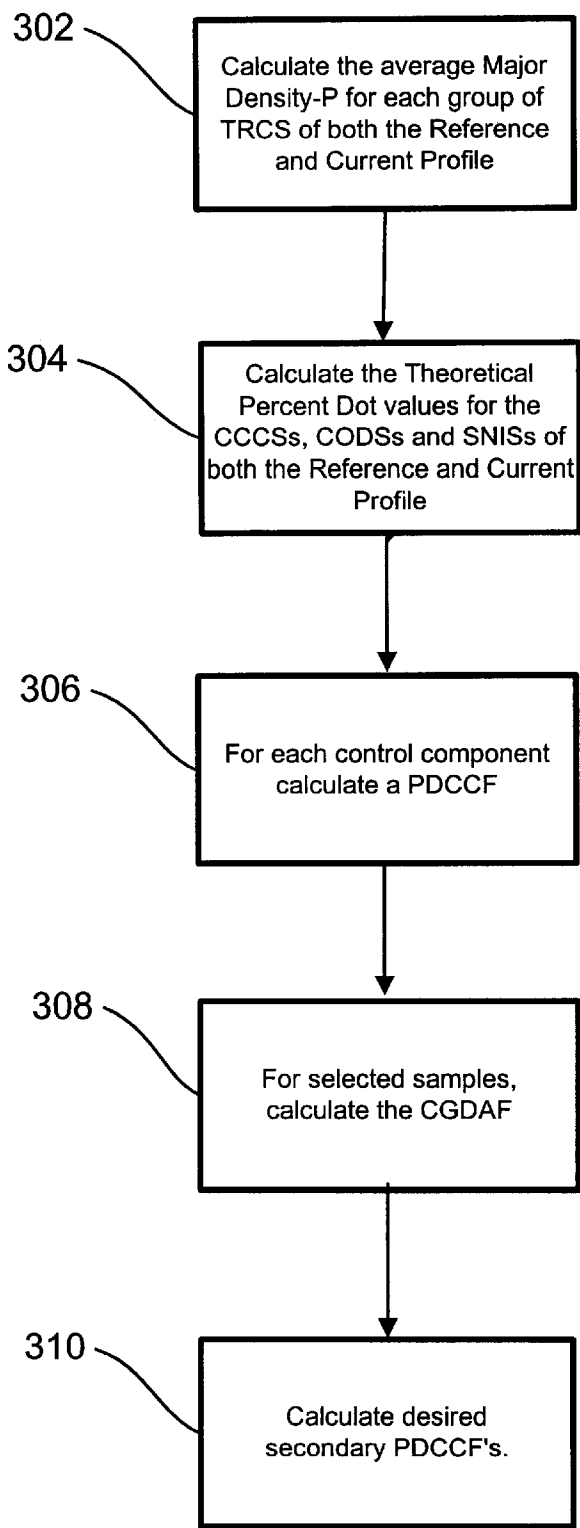 302
Calculate the average Major
Density-P for each group of
TRCS of both the Reference
and Current Profile
304
Calculate the Theoretical
Percent Dot values for the
CCCSs, CODSs and SNISs of
both the Reference and Current
Profile
306
For each control component
calculate a PDCCF
308
For selected samples,
calculate the CGDAF
310
Calculate desired
secondary PDCCF's.